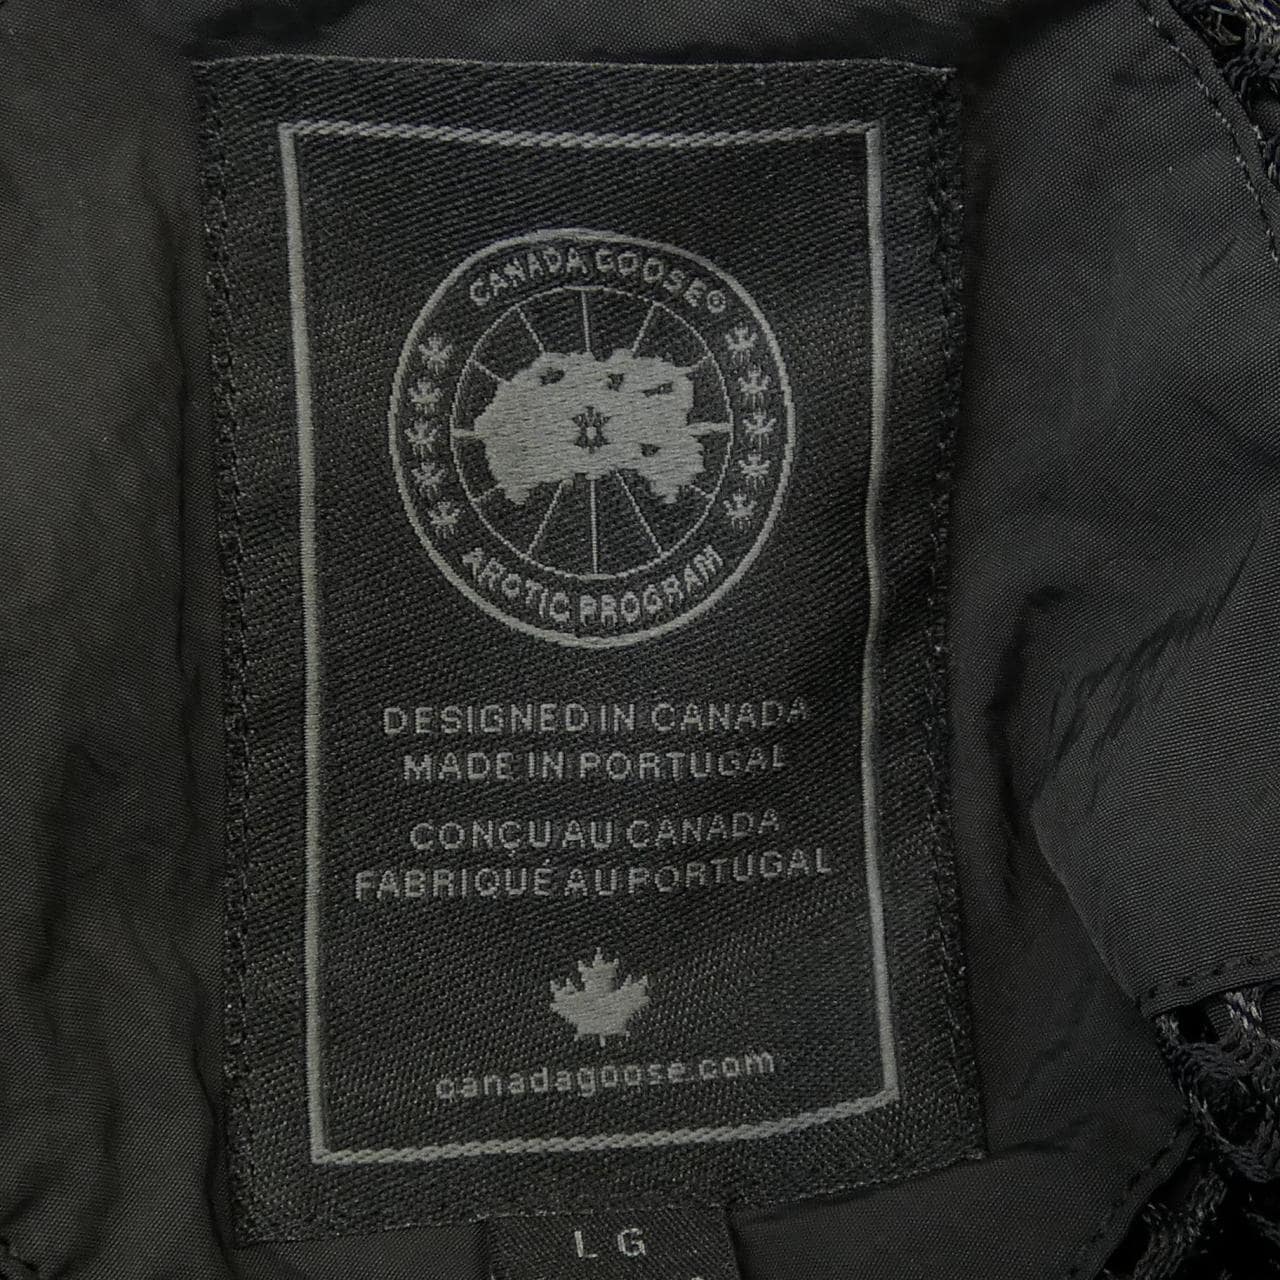 CANADA GOOSE®
ARCTIC PROGRAM
DESIGNED IN CANADA
MADE IN PORTUGAL
CONÇU AU CANADA
FABRIQUÉ AU PORTUGAL
canadagoose.com
LG